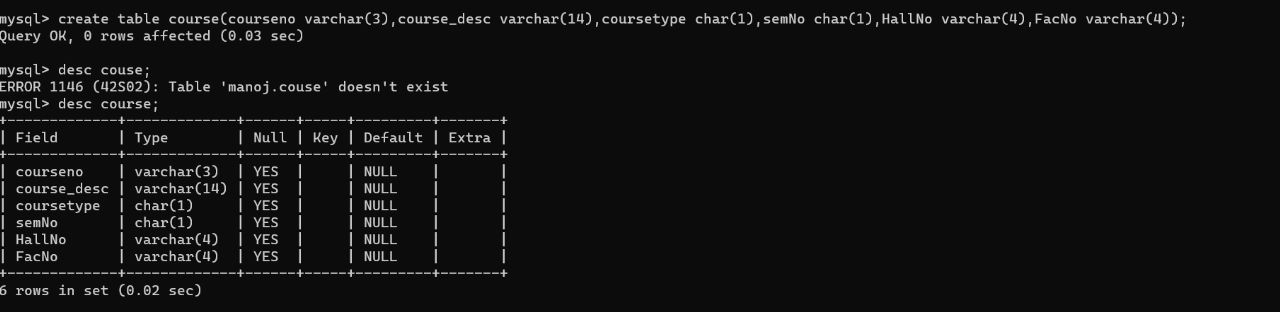 mysql> create table course(courseno varchar(3),course_desc varchar(14),coursetype char(1),semNo char(1),HallNo varchar(4),FacNo varchar(4));
Query OK, 0 rows affected (0.03 sec)

mysql> desc couse;
ERROR 1146 (42S02): Table 'manoj.couse' doesn't exist
mysql> desc course;
+-------------+-------------+------+-----+---------+-------+
| Field       | Type        | Null | Key | Default | Extra |
+-------------+-------------+------+-----+---------+-------+
| courseno    | varchar(3)  | YES  |     | NULL    |       |
| course_desc | varchar(14) | YES  |     | NULL    |       |
| coursetype  | char(1)     | YES  |     | NULL    |       |
| semNo       | char(1)     | YES  |     | NULL    |       |
| HallNo      | varchar(4)  | YES  |     | NULL    |       |
| FacNo       | varchar(4)  | YES  |     | NULL    |       |
+-------------+-------------+------+-----+---------+-------+
6 rows in set (0.02 sec)